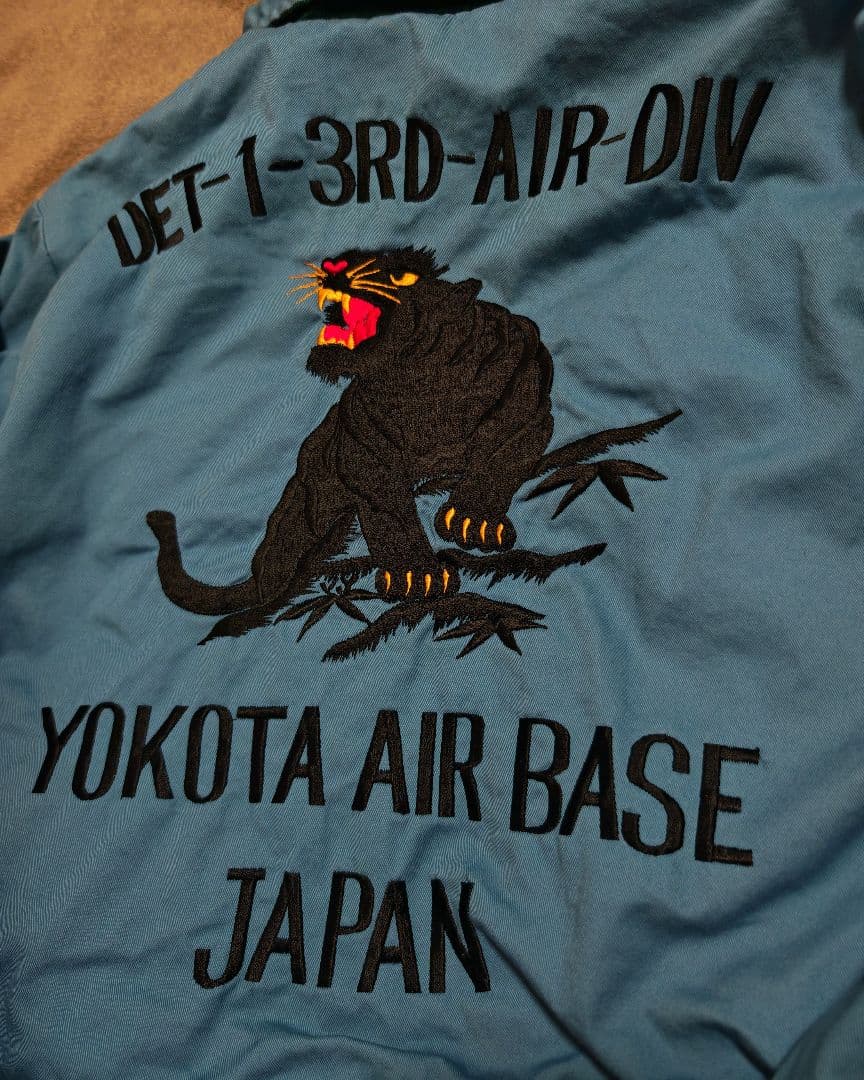 DET-1-3RD-AIR-DIV
YOKOTA AIR BASE
JAPAN